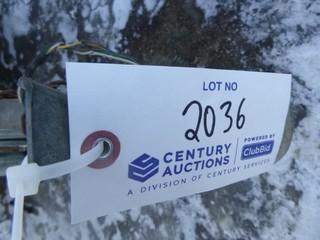 LOT NO
2036
CENTURY AUCTIONS
POWERED BY
ClubBid
A DIVISION OF CENTURY SERVICES